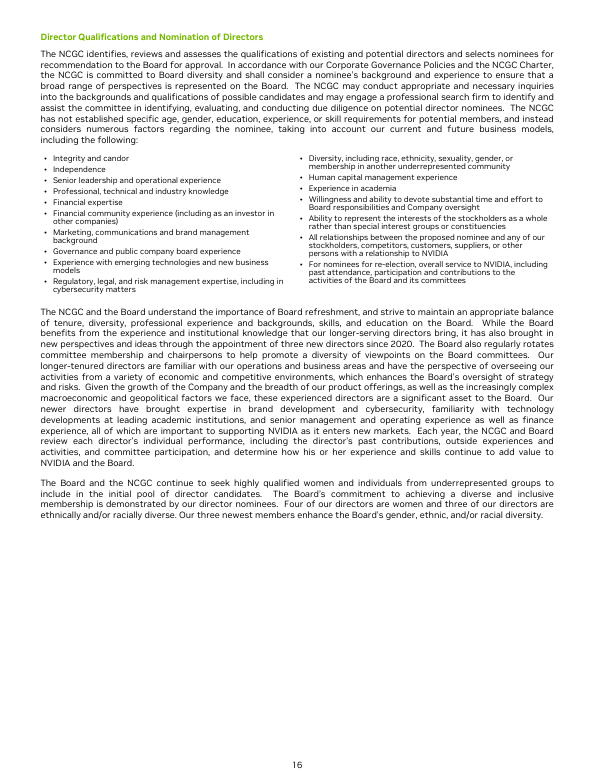 Director Qualifications and Nomination of Directors
The NCGC identifies, reviews and assesses the qualifications of existing and potential directors and selects nominees for
recommendation to the Board for approval. In accordance with our Corporate Governance Policies and the NCGC Charter,
the NCGC is committed to Board diversity and shall consider a nominee's background and experience to ensure that a
broad range of perspectives is represented on the Board. The NCGC may conduct appropriate and necessary inquiries
into the backgrounds and qualifications of possible candidates and may engage a professional search firm to identify and
assist the committee in identifying, evaluating, and conducting due diligence on potential director nominees. The NCGC
has not established specific age, gender, education, experience, or skill requirements for potential members, and instead
considers numerous factors regarding the nominee, taking into account our current and future business models,
including the following:
• Integrity and candor
• Independence
• Senior leadership and operational experience
• Professional, technical and industry knowledge
• Financial expertise
• Financial community experience (including as an investor in
other companies)
• Marketing, communications and brand management
background
• Governance and public company board experience
• Experience with emerging technologies and new business
models
• Regulatory, legal, and risk management expertise, including in
cybersecurity matters
• Diversity, including race, ethnicity, sexuality, gender, or
membership in another underrepresented community
• Human capital management experience
• Experience in academia
• Willingness and ability to devote substantial time and effort to
Board responsibilities and Company oversight
• Ability to represent the interests of the stockholders as a whole
rather than special interest groups or constituencies
• All relationships between the proposed nominee and any of our
stockholders, competitors, customers, suppliers, or other
persons with a relationship to NVIDIA
• For nominees for re-election, overall service to NVIDIA, including
past attendance, participation and contributions to the
activities of the Board and its committees
The NCGC and the Board understand the importance of Board refreshment, and strive to maintain an appropriate balance
of tenure, diversity, professional experience and backgrounds, skills, and education on the Board. While the Board
benefits from the experience and institutional knowledge that our longer-serving directors bring, it has also brought in
new perspectives and ideas through the appointment of three new directors since 2020. The Board also regularly rotates
committee membership and chairpersons to help promote a diversity of viewpoints on the Board committees. Our
longer-tenured directors are familiar with our operations and business areas and have the perspective of overseeing our
activities from a variety of economic and competitive environments, which enhances the Board's oversight of strategy
and risks. Given the growth of the Company and the breadth of our product offerings, as well as the increasingly complex
macroeconomic and geopolitical factors we face, these experienced directors are a significant asset to the Board. Our
newer directors have brought expertise in brand development and cybersecurity, familiarity with technology
developments at leading academic institutions, and senior management and operating experience as well as finance
experience, all of which are important to supporting NVIDIA as it enters new markets. Each year, the NCGC and Board
review each director's individual performance, including the director's past contributions, outside experiences and
activities, and committee participation, and determine how his or her experience and skills continue to add value to
NVIDIA and the Board.
The Board and the NCGC continue to seek highly qualified women and individuals from underrepresented groups to
include in the initial pool of director candidates. The Board's commitment to achieving a diverse and inclusive
membership is demonstrated by our director nominees. Four of our directors are women and three of our directors are
ethnically and/or racially diverse. Our three newest members enhance the Board's gender, ethnic, and/or racial diversity.
16